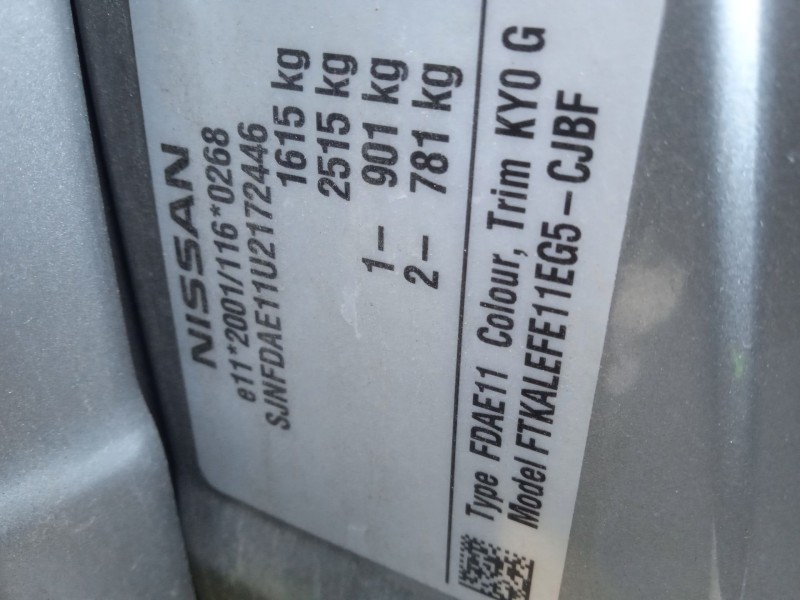 NISSAN
e11*2001/116*0268
SJNFDAE11U2172446
1615 kg
2515 kg
1- 901 kg
2- 781 kg
Type FDAE11 Colour, Trim KY0 G
Model FTKALEFE11EG5-CJBF